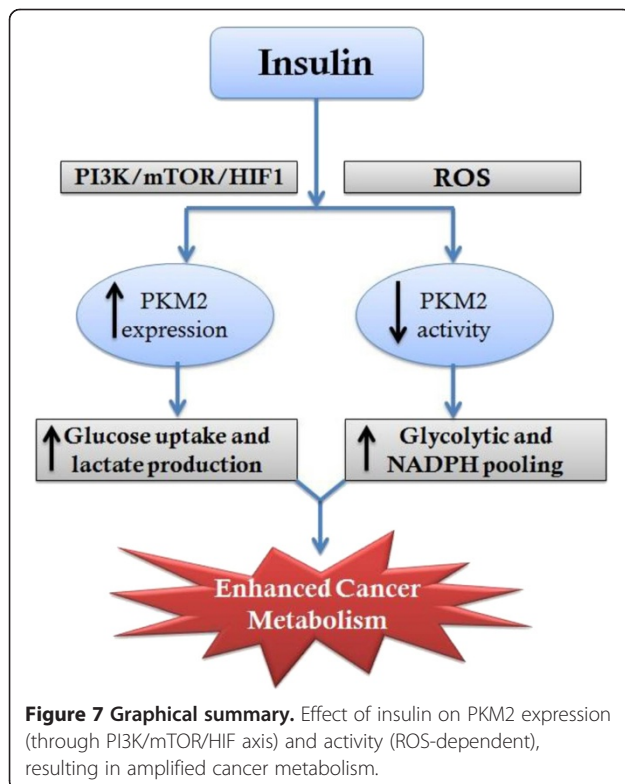 Insulin
PI3K/mTOR/HIF1
ROS
PKM2
expression
PKM2
activity
Glucose uptake and
lactate production
Glycolytic and
NADPH pooling
Enhanced Cancer
Metabolism
Figure 7 Graphical summary. Effect of insulin on PKM2 expression
(through PI3K/mTOR/HIF axis) and activity (ROS-dependent),
resulting in amplified cancer metabolism.